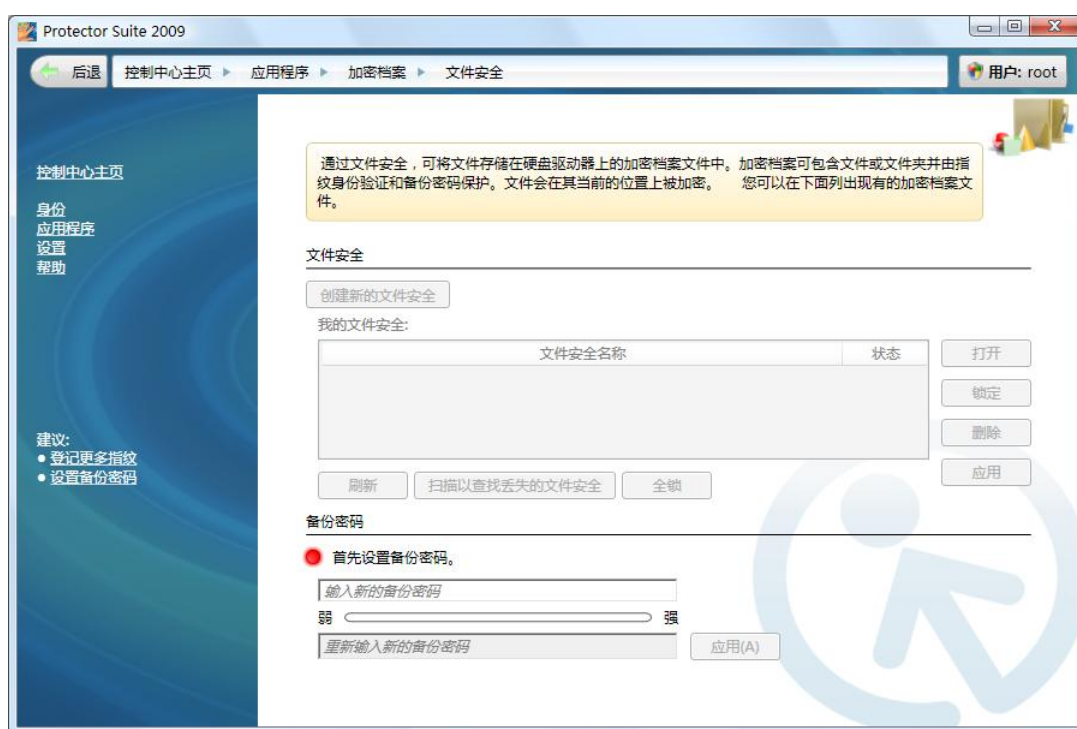 Protector Suite 2009
后退
控制中心主页 ▶ 应用程序 ▶ 加密档案 ▶ 文件安全
用户: root
控制中心主页
身份
应用程序
设置
帮助
建议:
● 登记更多指纹
● 设置备份密码
通过文件安全，可将文件存储在硬盘驱动器上的加密档案文件中。加密档案可包含文件或文件夹并由指
纹身份验证和备份密码保护。文件会在其当前的位置上被加密。 您可以在下面列出现有的加密档案文
件。
文件安全
创建新的文件安全
我的文件安全:
文件安全名称 状态
打开
锁定
删除
应用
刷新 扫描以查找丢失的文件安全 全锁
备份密码
首先设置备份密码。
输入新的备份密码
弱 强
重新输入新的备份密码 应用(A)